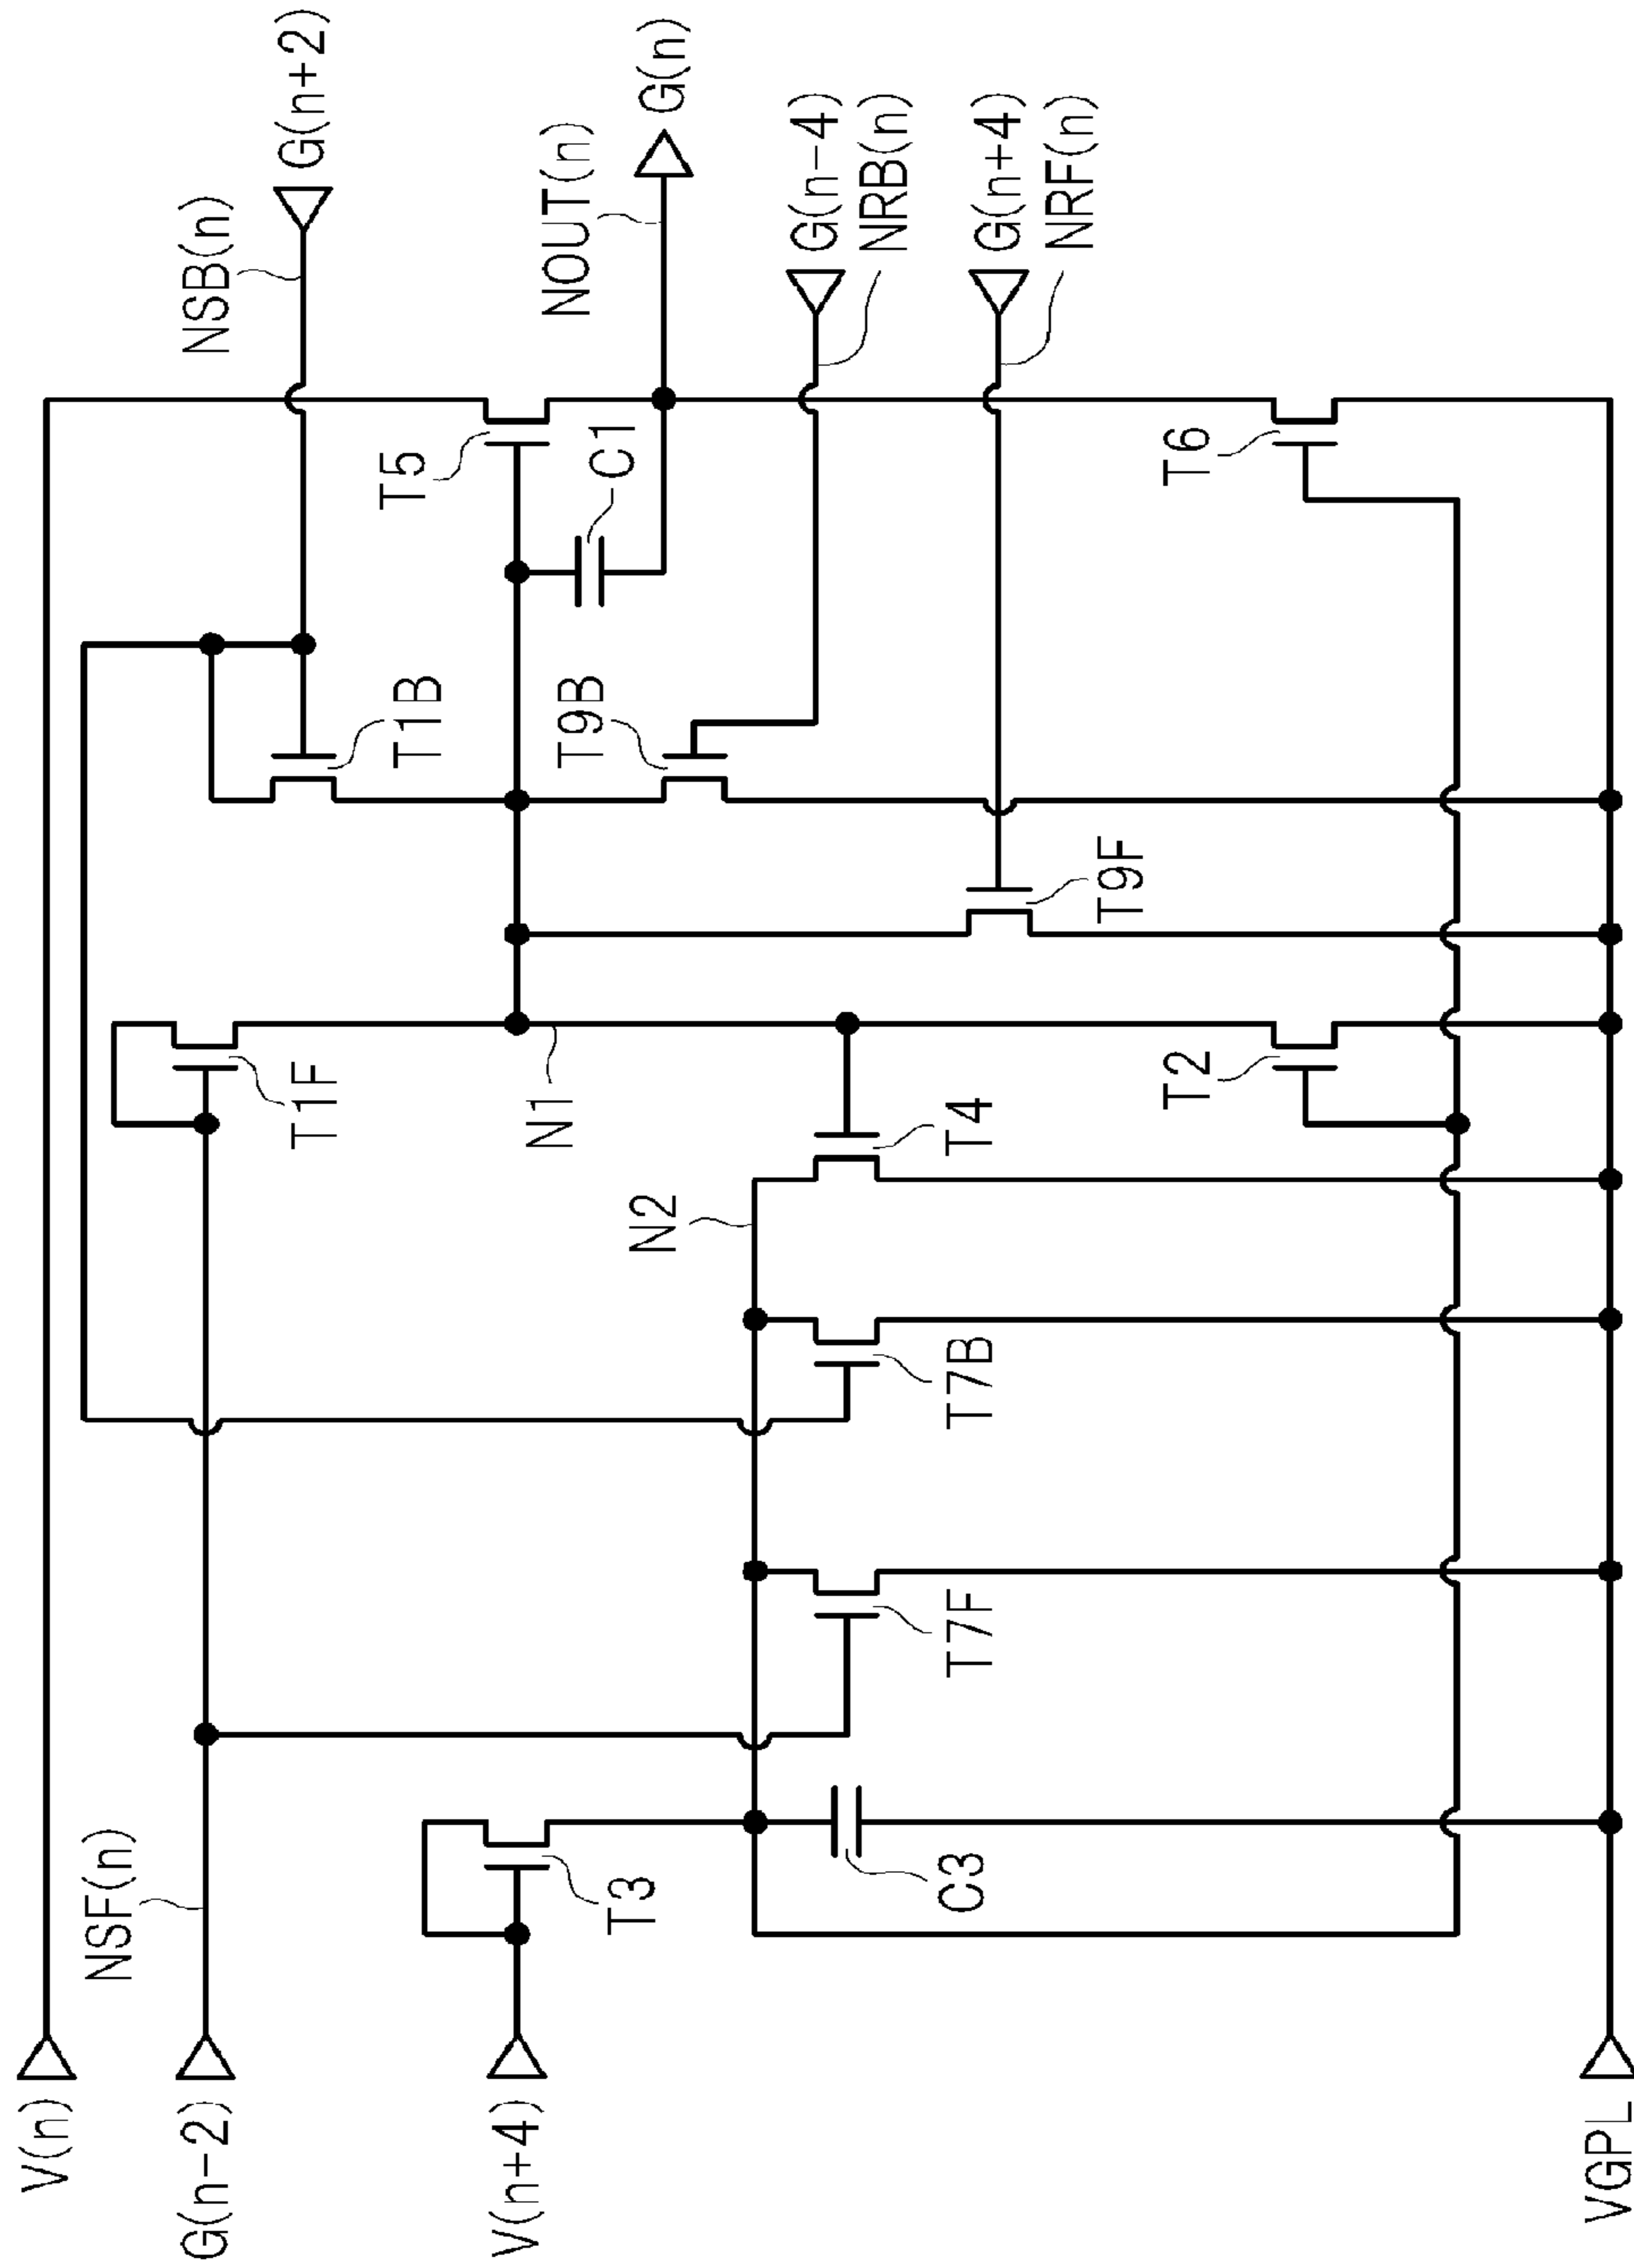 V(n)
G(n-2)
V(n+4)
VGPL
NSF(n)
T3
C3
T7F
T7B
N2
T4
T1F
N1
T2
T9F
T1B
T9B
C1
T5
T6
NSB(n)
G(n+2)
NOUT(n)
G(n)
G(n-4)
NRB(n)
G(n+4)
NRF(n)